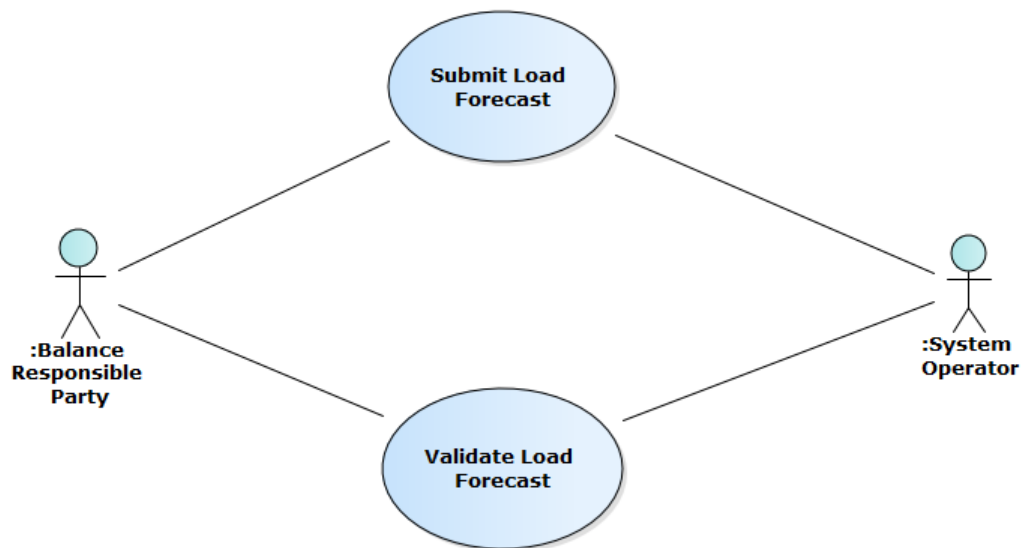 Submit Load
Forecast
:Balance
Responsible
Party
:System
Operator
Validate Load
Forecast